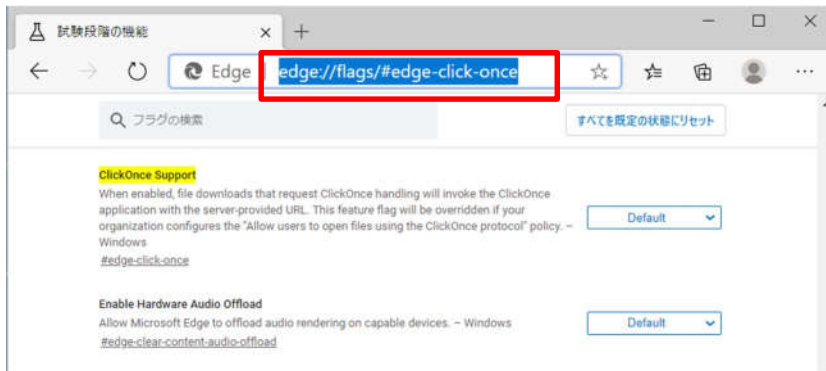 試験段階の機能
Edge edge://flags/#edge-click-once
フラグの検索
すべてを既定の状態にリセット
ClickOnce Support
When enabled, file downloads that request ClickOnce handling will invoke the ClickOnce
application with the server-provided URL. This feature flag will be overridden if your
organization configures the "Allow users to open files using the ClickOnce protocol" policy. –
Windows
#edge-click-once
Default
Enable Hardware Audio Offload
Allow Microsoft Edge to offload audio rendering on capable devices. – Windows
#edge-clear-content-audio-offload
Default